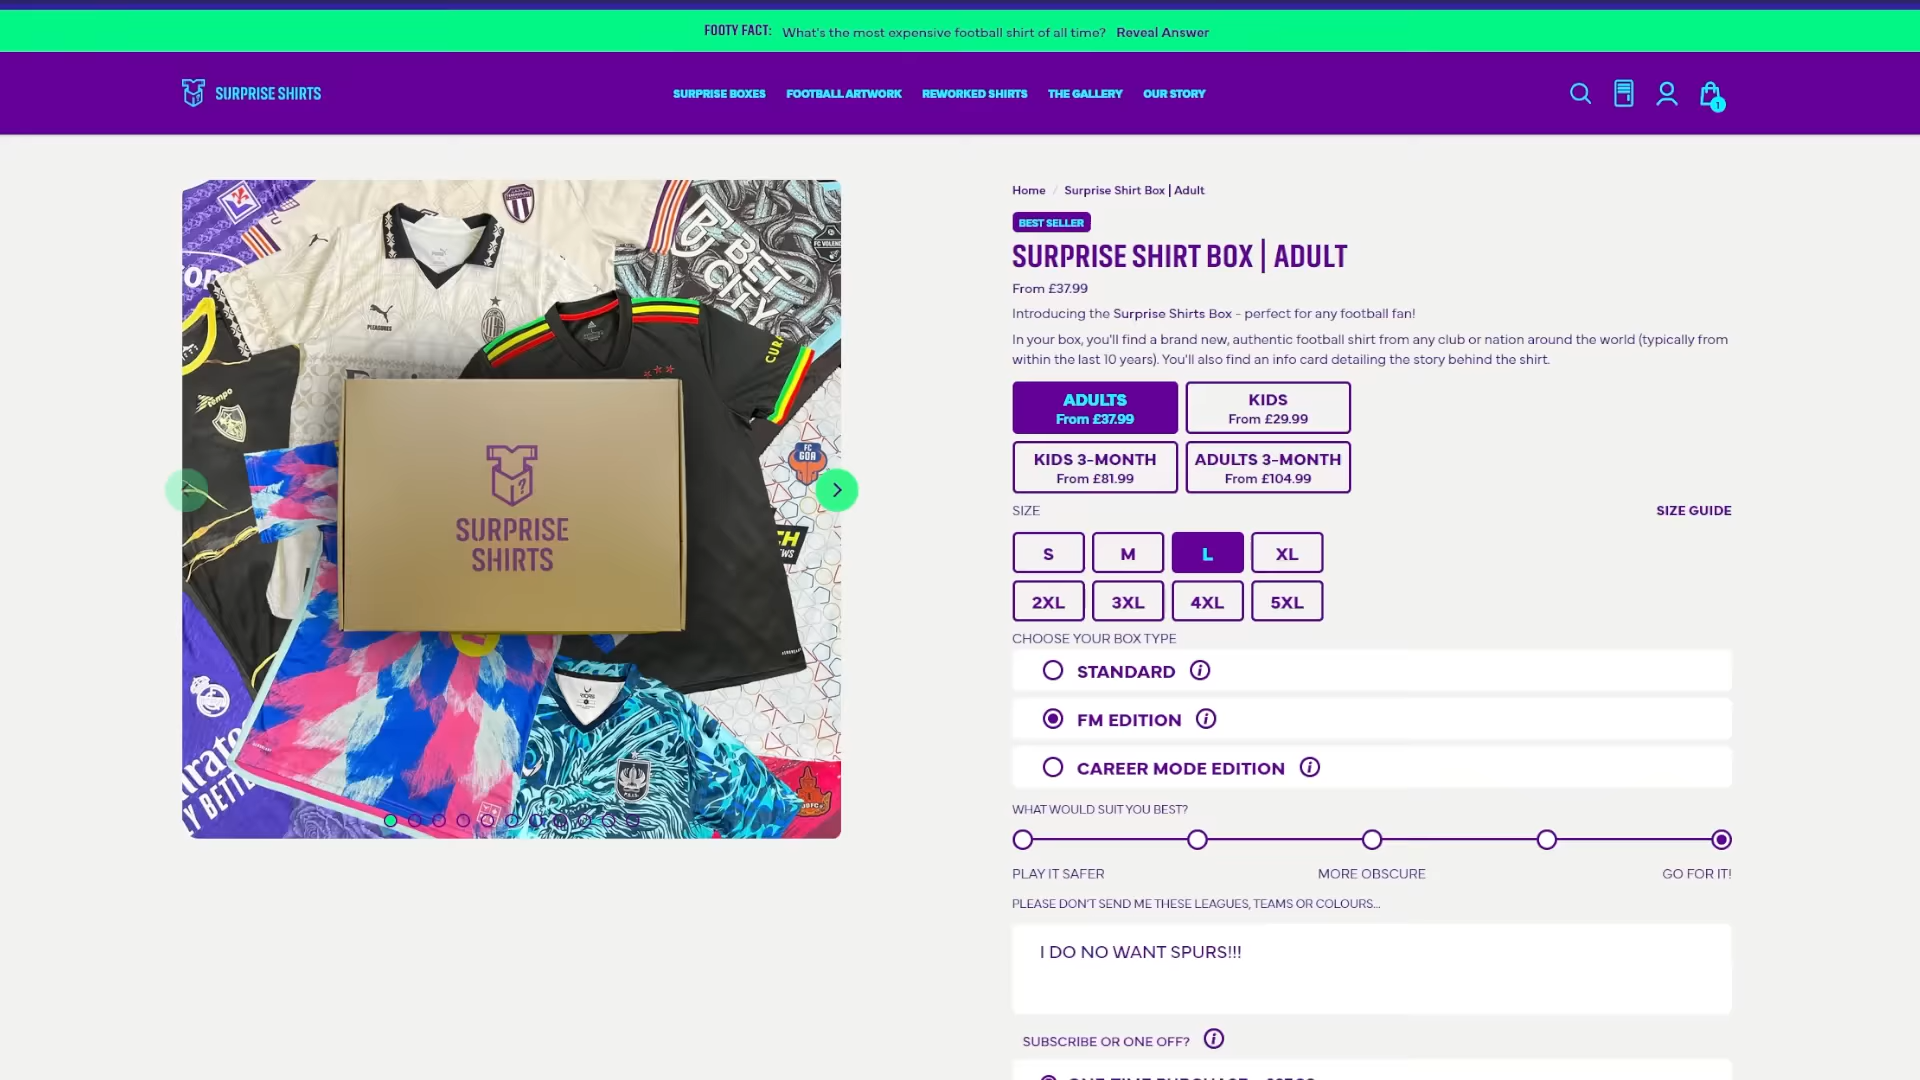 FOOTY FACT: What's the most expensive football shirt of all time? Reveal Answer
SURPRISE SHIRTS
SURPRISE BOXES FOOTBALL ARTWORK REWORKED SHIRTS THE GALLERY OUR STORY
1
Home / Surprise Shirt Box | Adult
BEST SELLER
SURPRISE SHIRT BOX | ADULT
From £37.99
Introducing the Surprise Shirts Box - perfect for any football fan!
In your box, you'll find a brand new, authentic football shirt from any club or nation around the world (typically from
within the last 10 years). You'll also find an info card detailing the story behind the shirt.
ADULTS
From £37.99
KIDS
From £29.99
KIDS 3-MONTH
From £81.99
ADULTS 3-MONTH
From £104.99
SIZE
SIZE GUIDE
S M L XL
2XL 3XL 4XL 5XL
CHOOSE YOUR BOX TYPE
STANDARD
FM EDITION
CAREER MODE EDITION
WHAT WOULD SUIT YOU BEST?
PLAY IT SAFER MORE OBSCURE GO FOR IT!
PLEASE DON'T SEND ME THESE LEAGUES, TEAMS OR COLOURS...
I DO NO WANT SPURS!!!
SUBSCRIBE OR ONE OFF?
BET
CITY
PLEASURES
tempo
FC
GOA
?
SURPRISE
SHIRTS